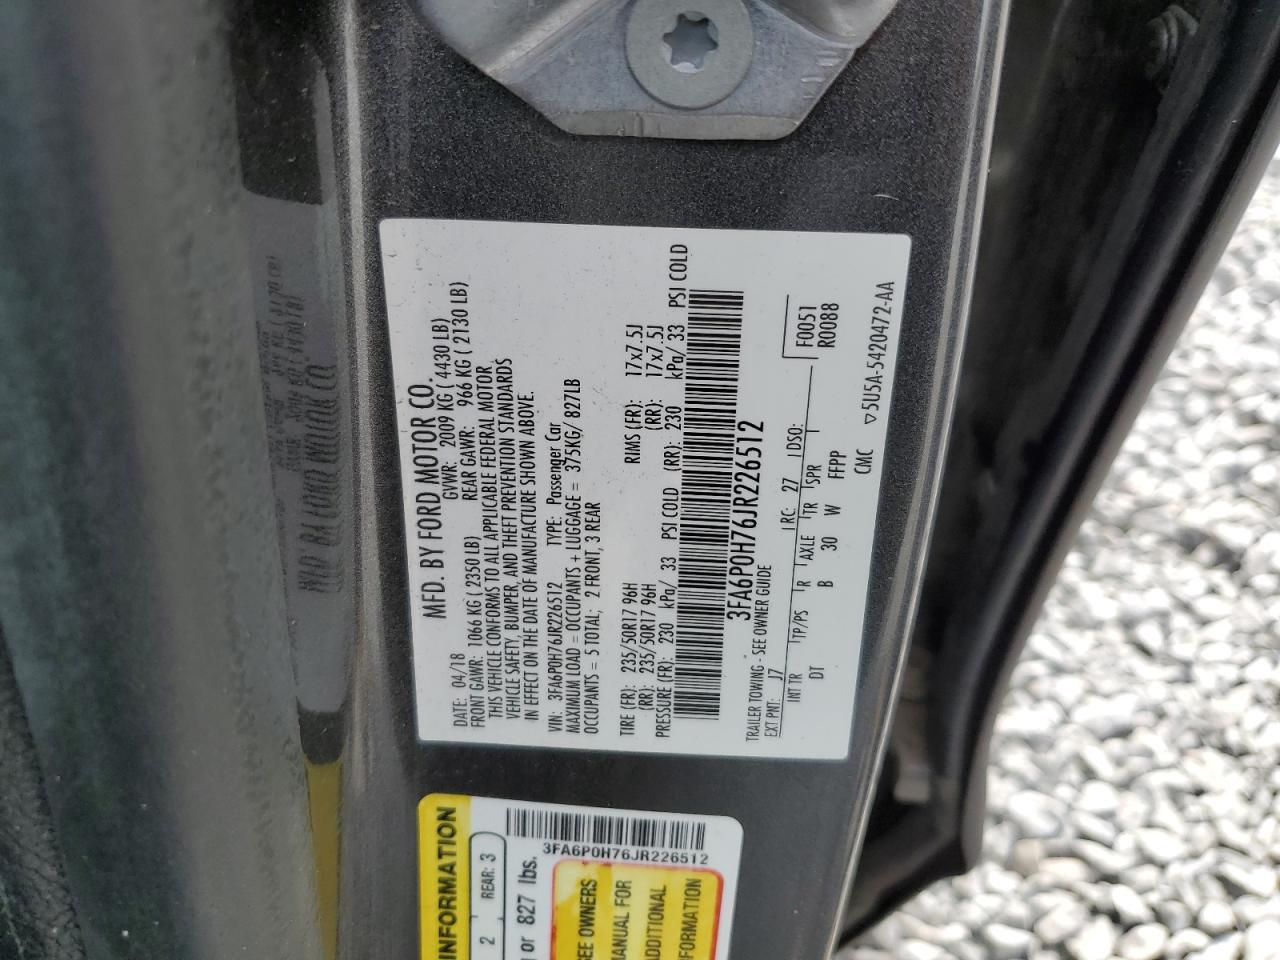 MFD. BY FORD MOTOR CO.
DATE: 04/18 GVWR: 2009 KG ( 4430 LB)
FRONT GAWR: 1066 KG ( 2350 LB) REAR GAWR: 966 KG ( 2130 LB)
THIS VEHICLE CONFORMS TO ALL APPLICABLE FEDERAL MOTOR
VEHICLE SAFETY, BUMPER, AND THEFT PREVENTION STANDARDS
IN EFFECT ON THE DATE OF MANUFACTURE SHOWN ABOVE.
VIN: 3FA6P0H76JR226512 TYPE: Passenger Car
MAXIMUM LOAD = OCCUPANTS + LUGGAGE = 375KG/ 827LB
OCCUPANTS = 5 TOTAL; 2 FRONT, 3 REAR
TIRE (FR): 235/50R17 96H RIMS (FR): 17x7.5J
(RR): 235/50R17 96H (RR): 17x7.5J
PRESSURE (FR): 230 kPa/ 33 PSI COLD (RR): 230 kPa/ 33 PSI COLD
3FA6P0H76JR226512
TRAILER TOWING - SEE OWNER GUIDE
EXT PNT: J7 RC: 27 DSO: F0051
INT TR TP/PS R AXLE TR SPR R0088
DT B 30 W FFPP
CMC ▽5U5A-5420472-AA
INFORMATION
2 REAR: 3
or 827 lbs.
3FA6P0H76JR226512
SEE OWNERS
MANUAL FOR
ADDITIONAL
INFORMATION